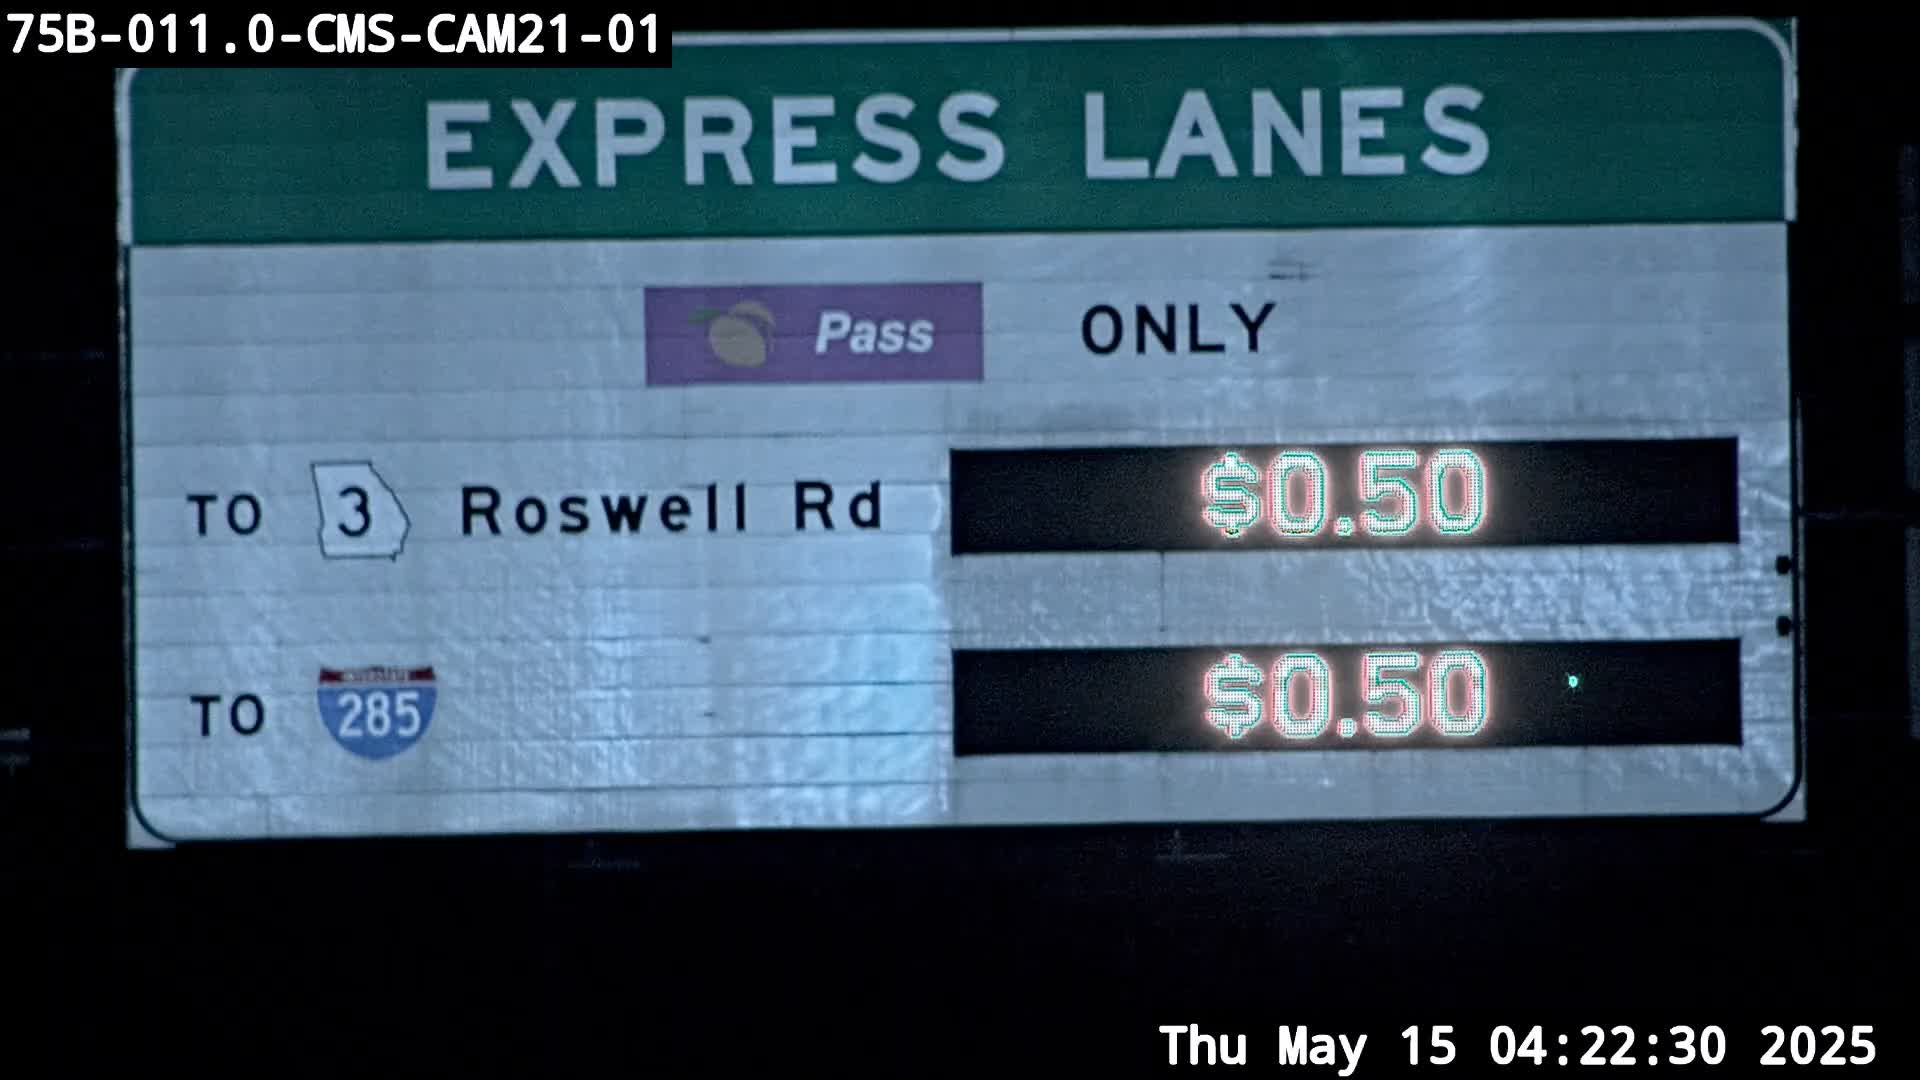 75B-011.0-CMS-CAM21-01
EXPRESS LANES
Pass ONLY
TO 3 Roswell Rd $0.50
TO 285 $0.50
Thu May 15 04:22:30 2025